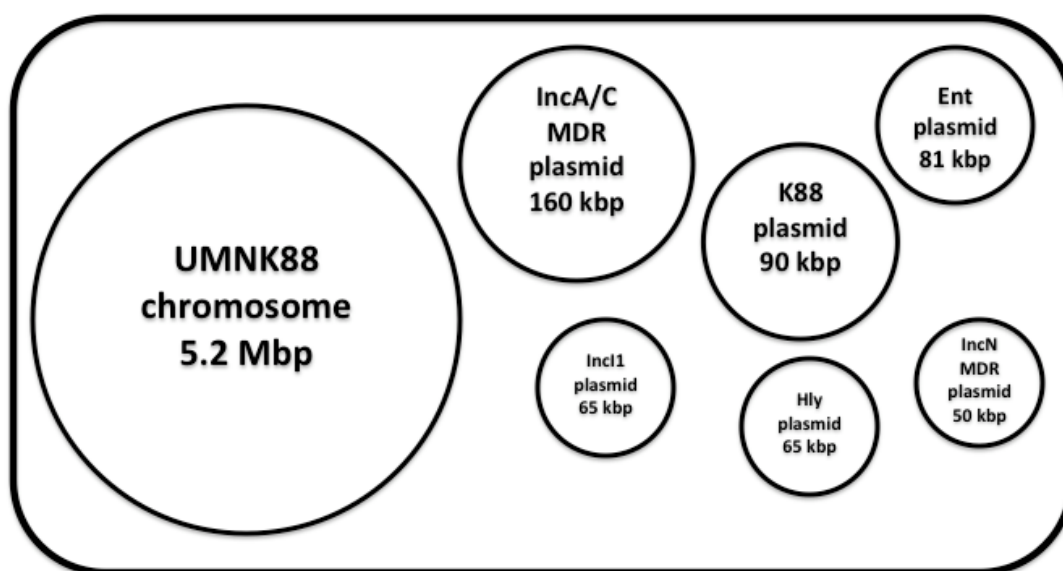 UMNK88
chromosome
5.2 Mbp
IncA/C
MDR
plasmid
160 kbp
K88
plasmid
90 kbp
Ent
plasmid
81 kbp
IncI1
plasmid
65 kbp
Hly
plasmid
65 kbp
IncN
MDR
plasmid
50 kbp